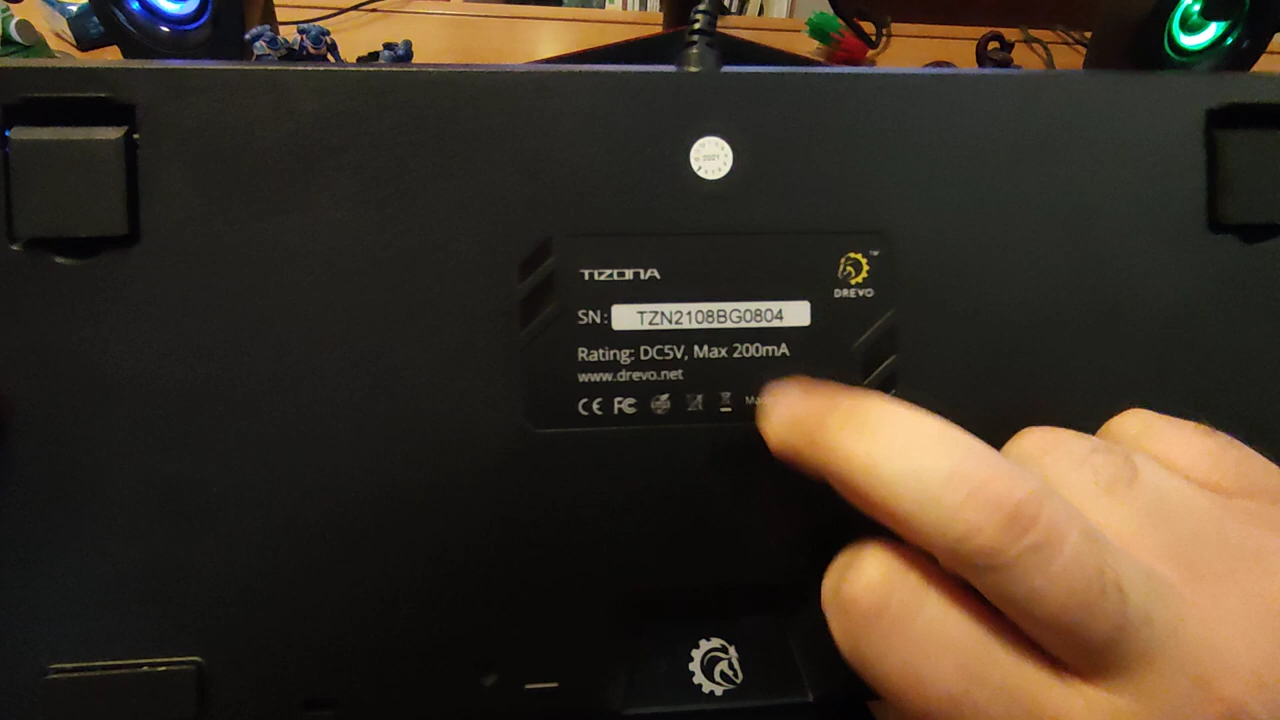 TIZONA
DREVO
SN: TZN2108BG0804
Rating: DC5V, Max 200mA
www.drevo.net
CE FC